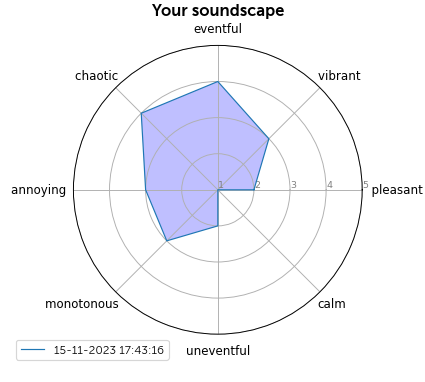 Your soundscape
eventful
chaotic
vibrant
annoying
1 2 3 4 5
pleasant
monotonous
calm
15-11-2023 17:43:16
uneventful